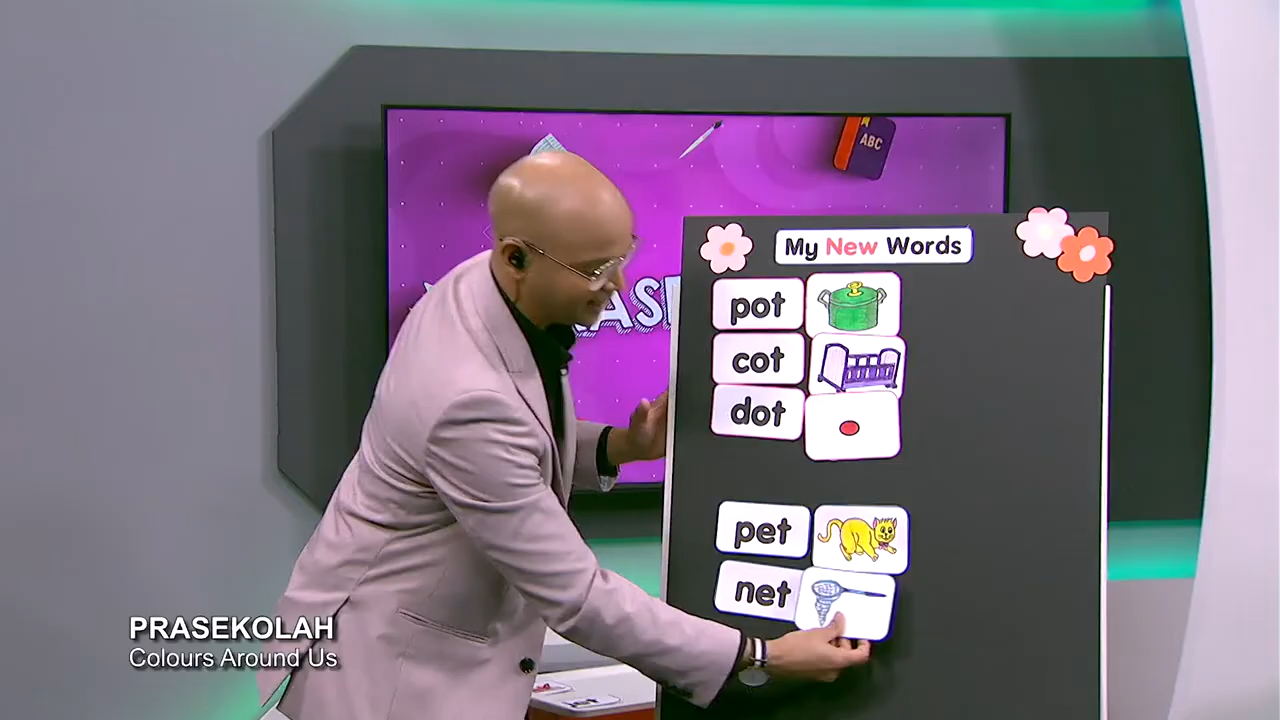 ABC
My New Words
pot
cot
dot
pet
net
PRASEKOLAH
Colours Around Us